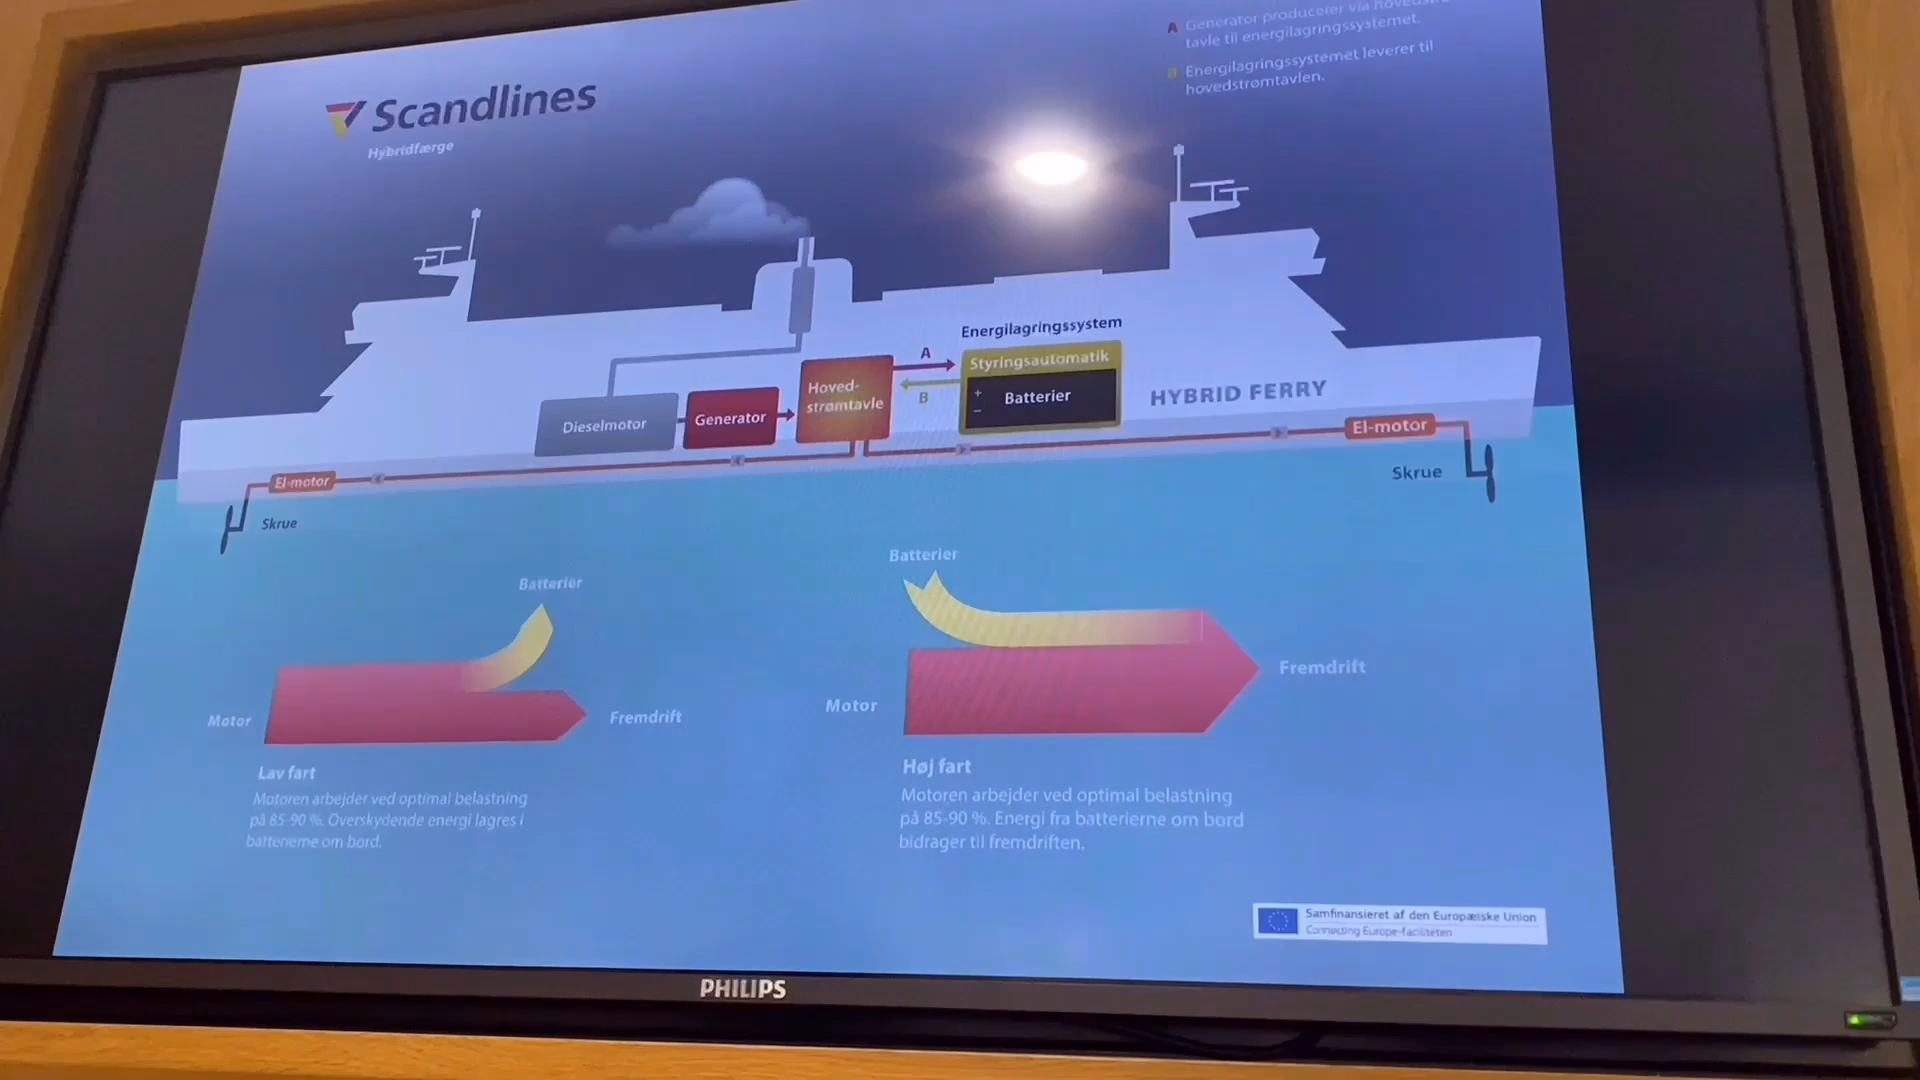 A Generator producerer via hovedstrøm-
tavle til energilagringssystemet.
B Energilagringssystemet leverer til
hovedstrømtavlen.
Scandlines
Hybridfærge
Energilagringssystem
Styringsautomatik
+
Batterier
−
A
B
Hoved-
strømtavle
Generator
Dieselmotor
HYBRID FERRY
El-motor
Skrue
El-motor
Skrue
Batterier
Motor
Fremdrift
Lav fart
Motoren arbejder ved optimal belastning
på 85-90 %. Overskydende energi lagres i
batterierne om bord.
Batterier
Motor
Fremdrift
Høj fart
Motoren arbejder ved optimal belastning
på 85-90 %. Energi fra batterierne om bord
bidrager til fremdriften.
Samfinansieret af den Europæiske Union
Connecting Europe-faciliteten
PHILIPS